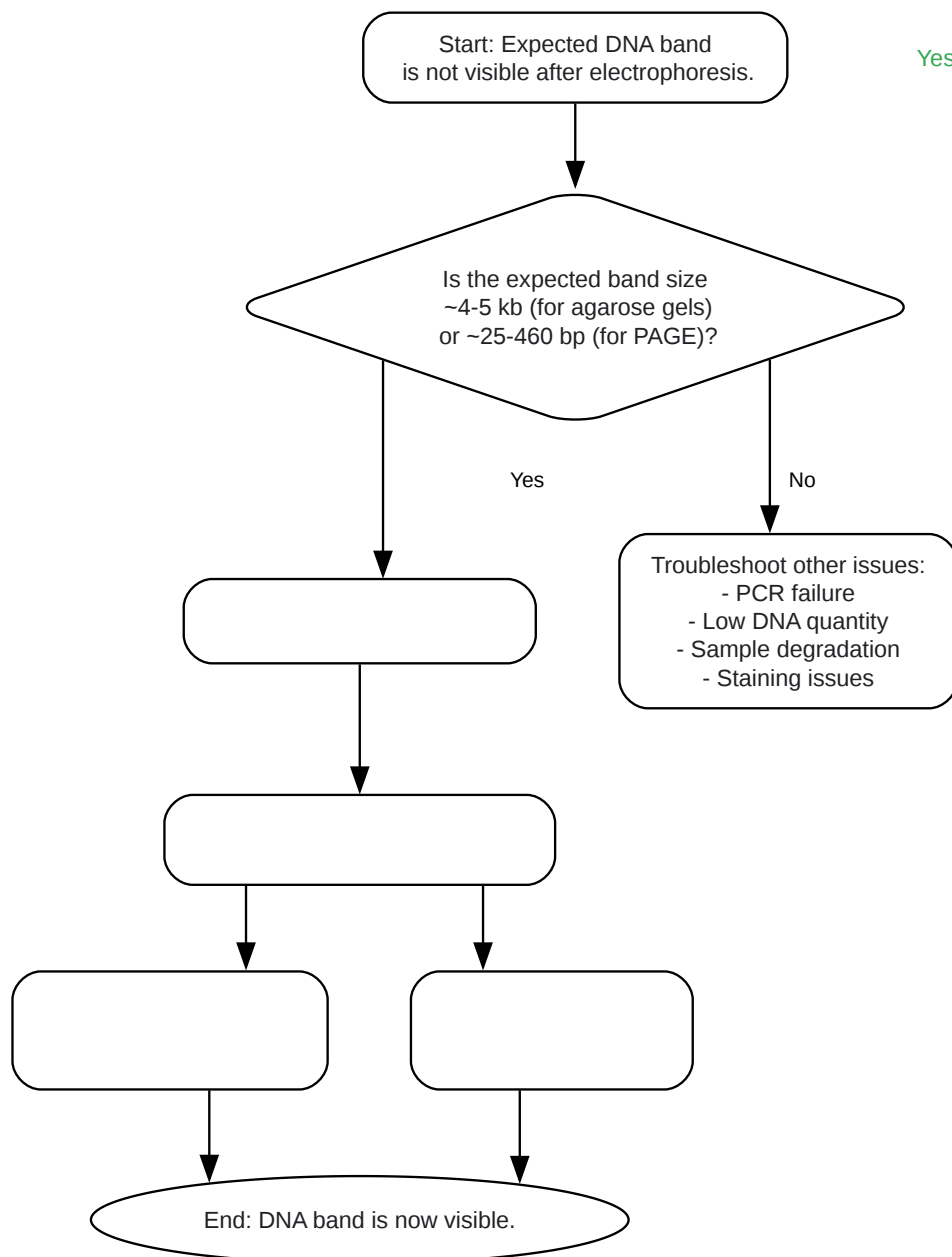 Start: Expected DNA band
is not visible after electrophoresis.
Yes
Is the expected band size
~4-5 kb (for agarose gels)
or ~25-460 bp (for PAGE)?
Yes
No
Troubleshoot other issues:
- PCR failure
- Low DNA quantity
- Sample degradation
- Staining issues
End: DNA band is now visible.